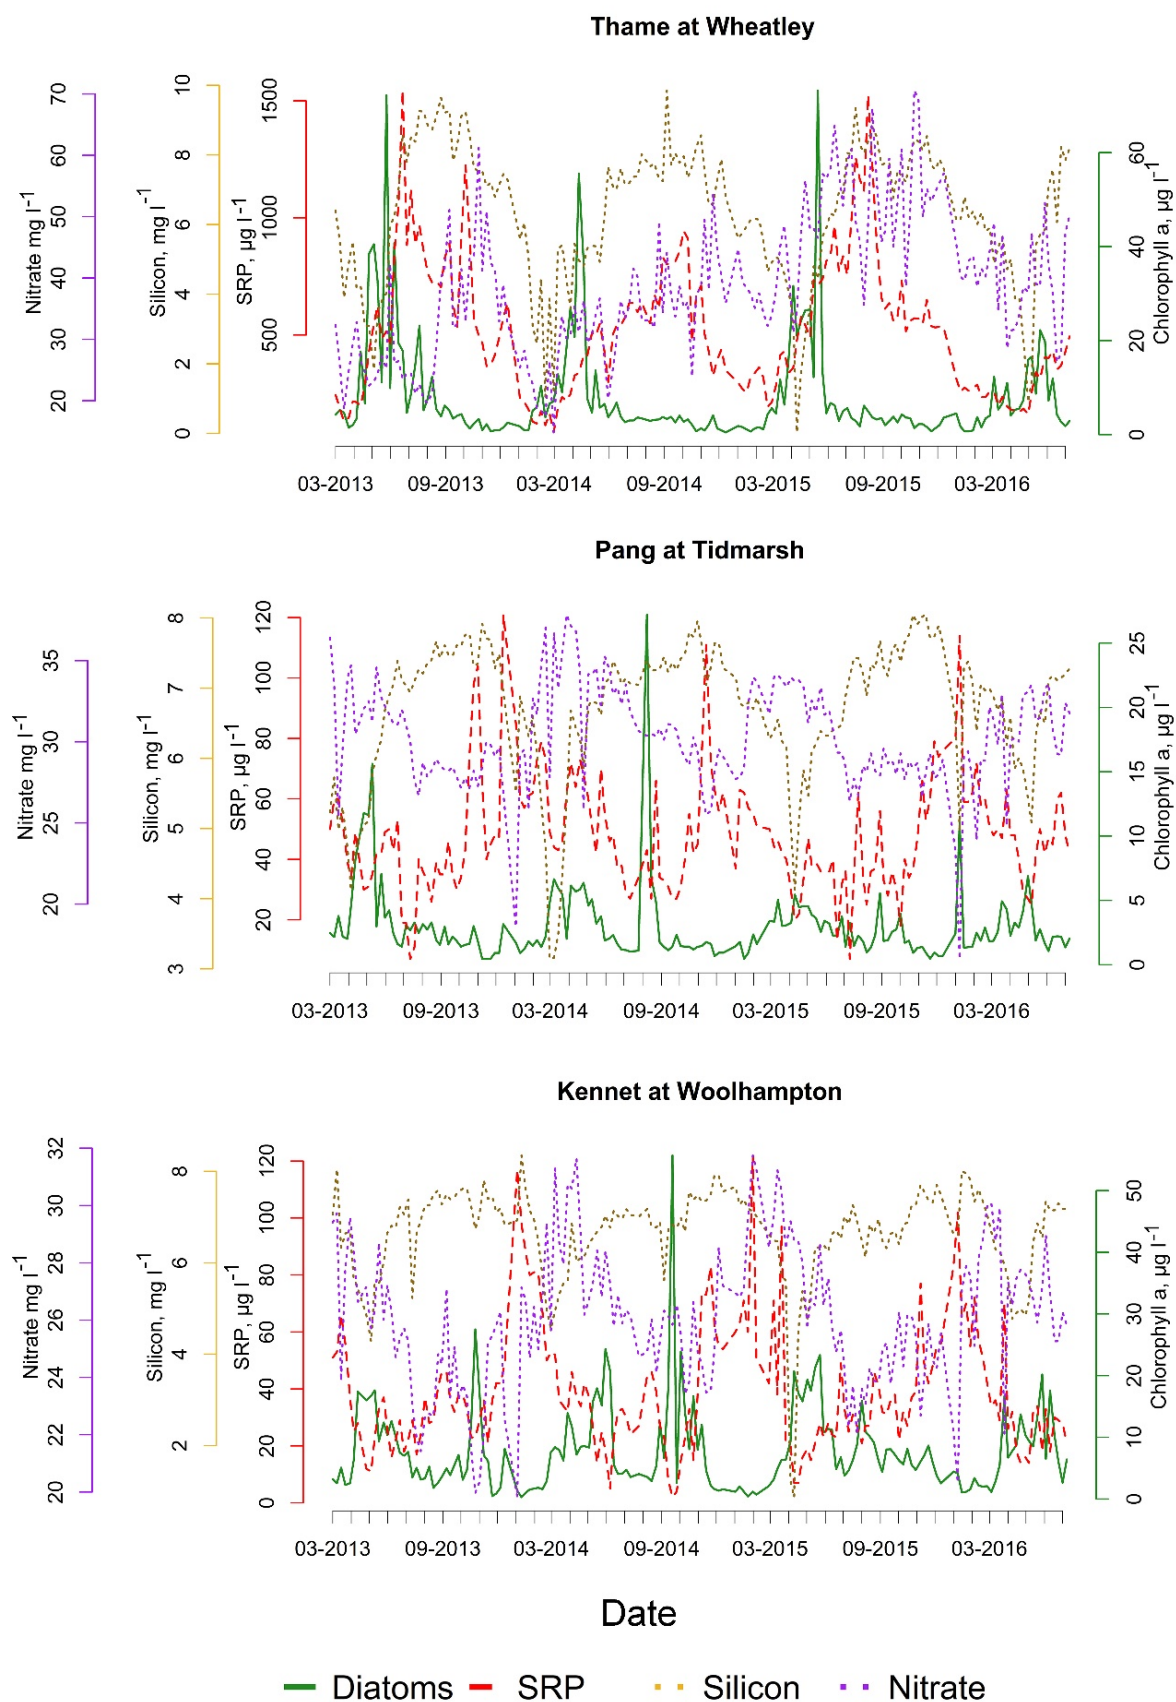 Thame at Wheatley
Nitrate mg l⁻¹
20 30 40 50 60 70
Silicon, mg l⁻¹
0 2 4 6 8 10
SRP, µg l⁻¹
500 1000 1500
Chlorophyll a, µg l⁻¹
0 20 40 60
03-2013 09-2013 03-2014 09-2014 03-2015 09-2015 03-2016
Pang at Tidmarsh
Nitrate mg l⁻¹
20 25 30 35
Silicon, mg l⁻¹
3 4 5 6 7 8
SRP, µg l⁻¹
20 40 60 80 100 120
Chlorophyll a, µg l⁻¹
0 5 10 15 20 25
03-2013 09-2013 03-2014 09-2014 03-2015 09-2015 03-2016
Kennet at Woolhampton
Nitrate mg l⁻¹
20 22 24 26 28 30 32
Silicon, mg l⁻¹
2 4 6 8
SRP, µg l⁻¹
0 20 40 60 80 100 120
Chlorophyll a, µg l⁻¹
0 10 20 30 40 50
03-2013 09-2013 03-2014 09-2014 03-2015 09-2015 03-2016
Date
Diatoms SRP Silicon Nitrate